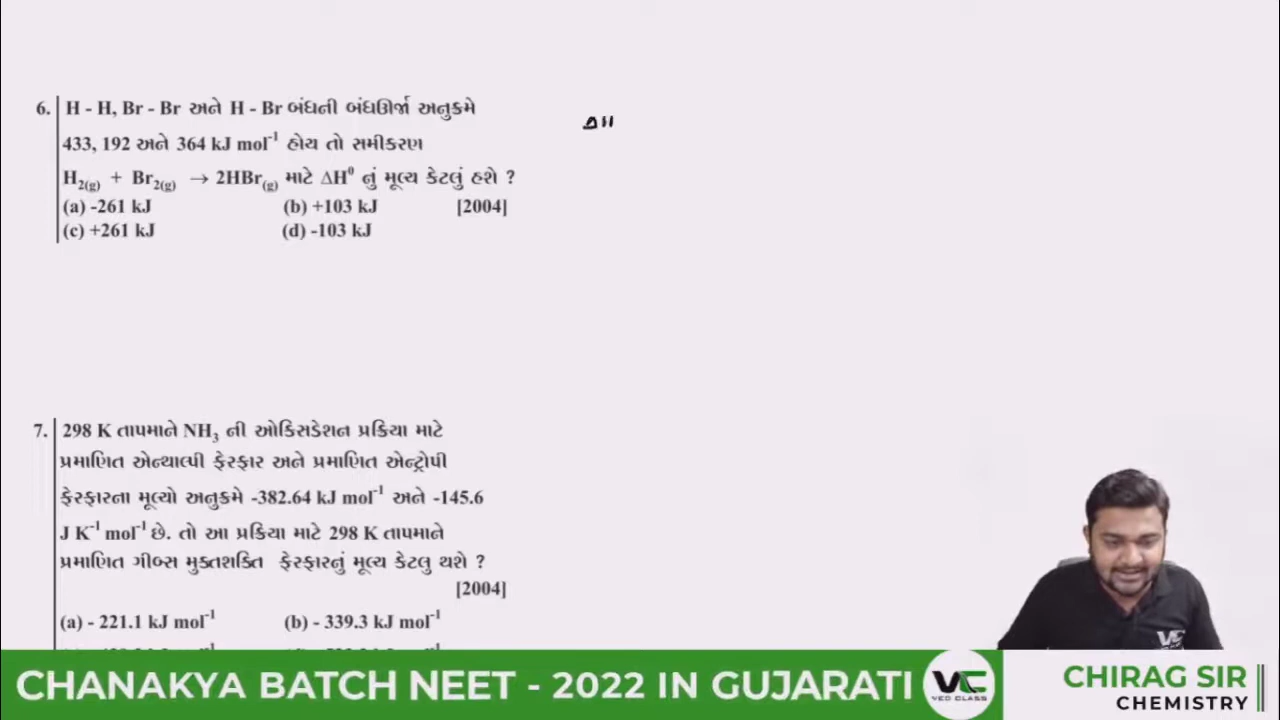 6. H - H, Br - Br અને H - Br બંધની બંધઊર્જા અનુક્રમે
433, 192 અને 364 kJ mol⁻¹ હોય તો સમીકરણ
H₂₍g₎ + Br₂₍g₎ → 2HBr₍g₎ માટે ΔH⁰ નું મૂલ્ય કેટલું હશે ?
(a) -261 kJ (b) +103 kJ [2004]
(c) +261 kJ (d) -103 kJ
ΔH
7. 298 K તાપમાને NH₃ ની ઓક્સિડેશન પ્રક્રિયા માટે
પ્રમાણિત એન્થાલ્પી ફેરફાર અને પ્રમાણિત એન્ટ્રોપી
ફેરફારના મૂલ્યો અનુક્રમે -382.64 kJ mol⁻¹ અને -145.6
J K⁻¹ mol⁻¹ છે. તો આ પ્રક્રિયા માટે 298 K તાપમાને
પ્રમાણિત ગીબ્સ મુક્તશક્તિ ફેરફારનું મૂલ્ય કેટલુ થશે ?
[2004]
(a) - 221.1 kJ mol⁻¹ (b) - 339.3 kJ mol⁻¹
CHANAKYA BATCH NEET - 2022 IN GUJARATI
VC
VED CLASS
CHIRAG SIR
CHEMISTRY